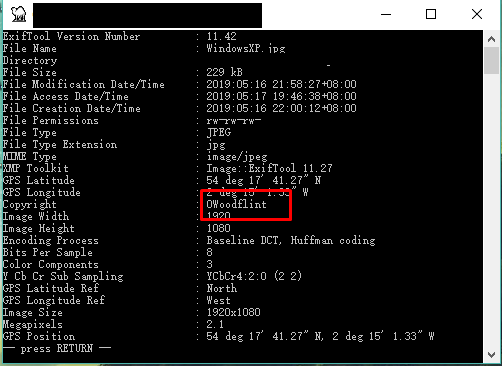 ExifTool Version Number : 11.42
File Name : WindowsXP.jpg
Directory :
File Size : 229 kB
File Modification Date/Time : 2019:05:16 21:58:27+08:00
File Access Date/Time : 2019:05:17 19:46:38+08:00
File Creation Date/Time : 2019:05:16 22:00:12+08:00
File Permissions : rw-rw-rw-
File Type : JPEG
File Type Extension : jpg
MIME Type : image/jpeg
XMP Toolkit : Image::ExifTool 11.27
GPS Latitude : 54 deg 17' 41.27" N
GPS Longitude : 2 deg 15' 1.33" W
Copyright : OWoodflint
Image Width : 1920
Image Height : 1080
Encoding Process : Baseline DCT, Huffman coding
Bits Per Sample : 8
Color Components : 3
Y Cb Cr Sub Sampling : YCbCr4:2:0 (2 2)
GPS Latitude Ref : North
GPS Longitude Ref : West
Image Size : 1920x1080
Megapixels : 2.1
GPS Position : 54 deg 17' 41.27" N, 2 deg 15' 1.33" W
-- press RETURN --